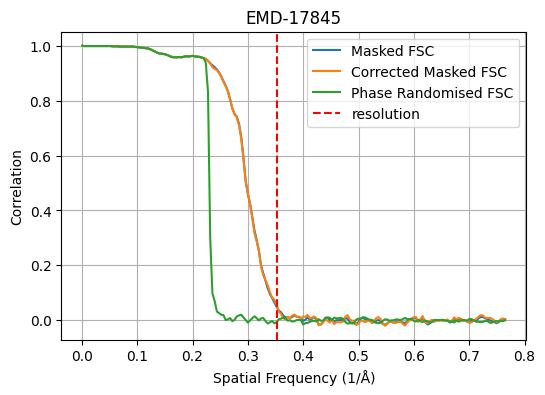 EMD-17845
Masked FSC
Corrected Masked FSC
Phase Randomised FSC
resolution
Correlation
1.0
0.8
0.6
0.4
0.2
0.0
0.0 0.1 0.2 0.3 0.4 0.5 0.6 0.7 0.8
Spatial Frequency (1/Å)